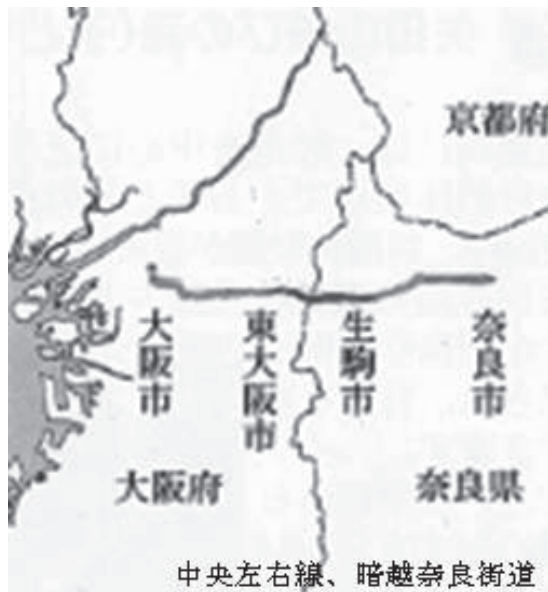 京都府
大阪市
東大阪市
生駒市
奈良市
大阪府
奈良県
中央左右線、暗越奈良街道